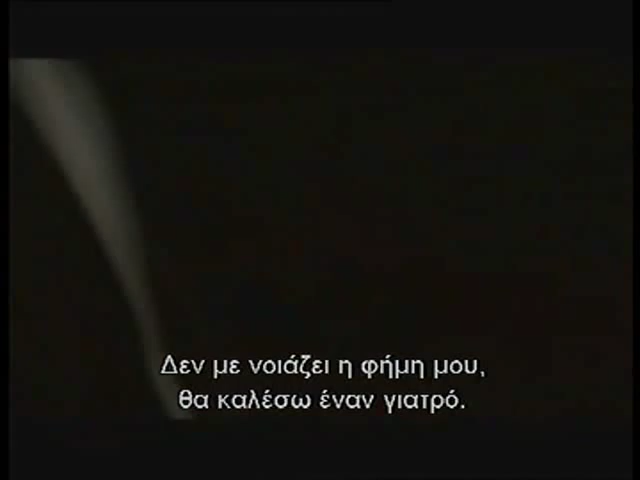 Δεν με νοιάζει η φήμη μου,
θα καλέσω έναν γιατρό.